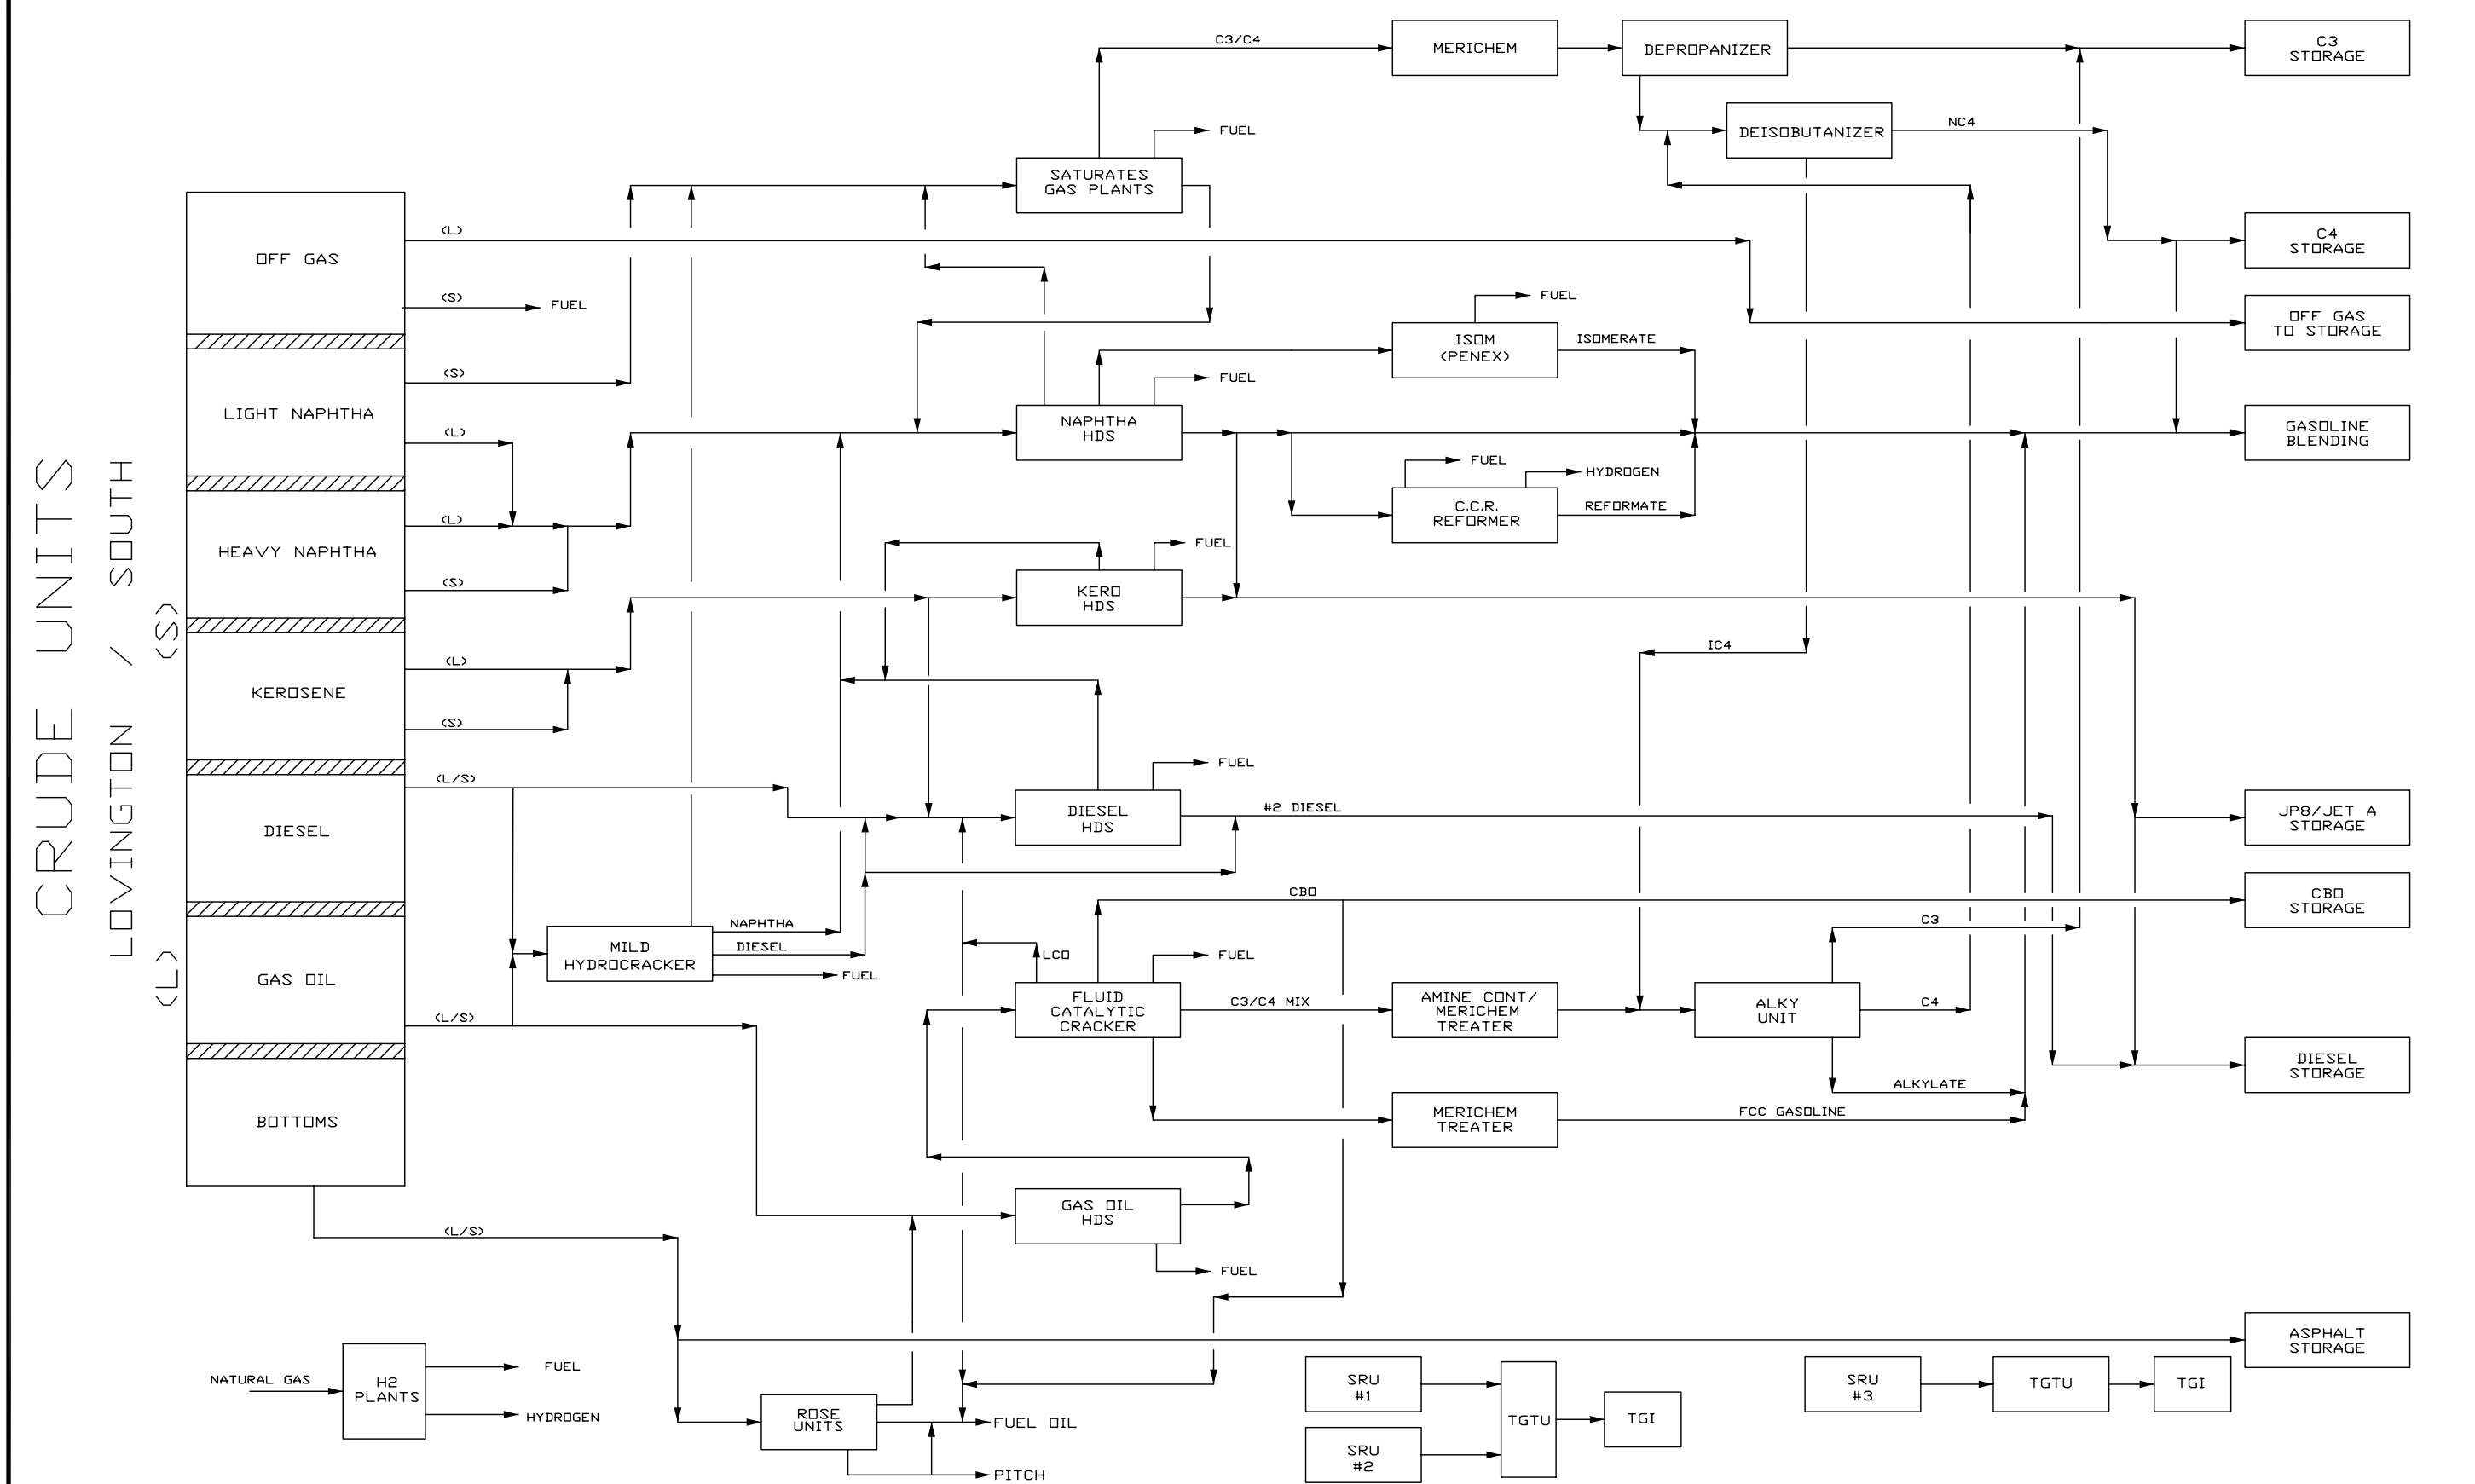 CRUDE UNITS
LOVINGTON / SOUTH
(L)
(S)
OFF GAS
LIGHT NAPHTHA
HEAVY NAPHTHA
KEROSENE
DIESEL
GAS OIL
BOTTOMS
(L)
(S)
FUEL
(S)
(L)
(L)
(S)
(L)
(S)
(L/S)
(L/S)
(L/S)
C3/C4
MERICHEM
DEPROPANIZER
C3
STORAGE
FUEL
DEISOBUTANIZER
NC4
SATURATES
GAS PLANTS
C4
STORAGE
FUEL
ISOM
(PENEX)
ISOMERATE
OFF GAS
TO STORAGE
FUEL
NAPHTHA
HDS
GASOLINE
BLENDING
FUEL
HYDROGEN
C.C.R.
REFORMER
REFORMATE
FUEL
KERO
HDS
IC4
FUEL
DIESEL
HDS
#2 DIESEL
JP8/JET A
STORAGE
CBO
CBO
STORAGE
MILD
HYDROCRACKER
NAPHTHA
DIESEL
FUEL
LCO
FUEL
C3
FLUID
CATALYTIC
CRACKER
C3/C4 MIX
AMINE CONT/
MERICHEM
TREATER
ALKY
UNIT
C4
DIESEL
STORAGE
ALKYLATE
MERICHEM
TREATER
FCC GASOLINE
GAS OIL
HDS
FUEL
ASPHALT
STORAGE
NATURAL GAS
H2
PLANTS
FUEL
HYDROGEN
ROSE
UNITS
FUEL OIL
PITCH
SRU
#1
SRU
#2
TGTU
TGI
SRU
#3
TGTU
TGI